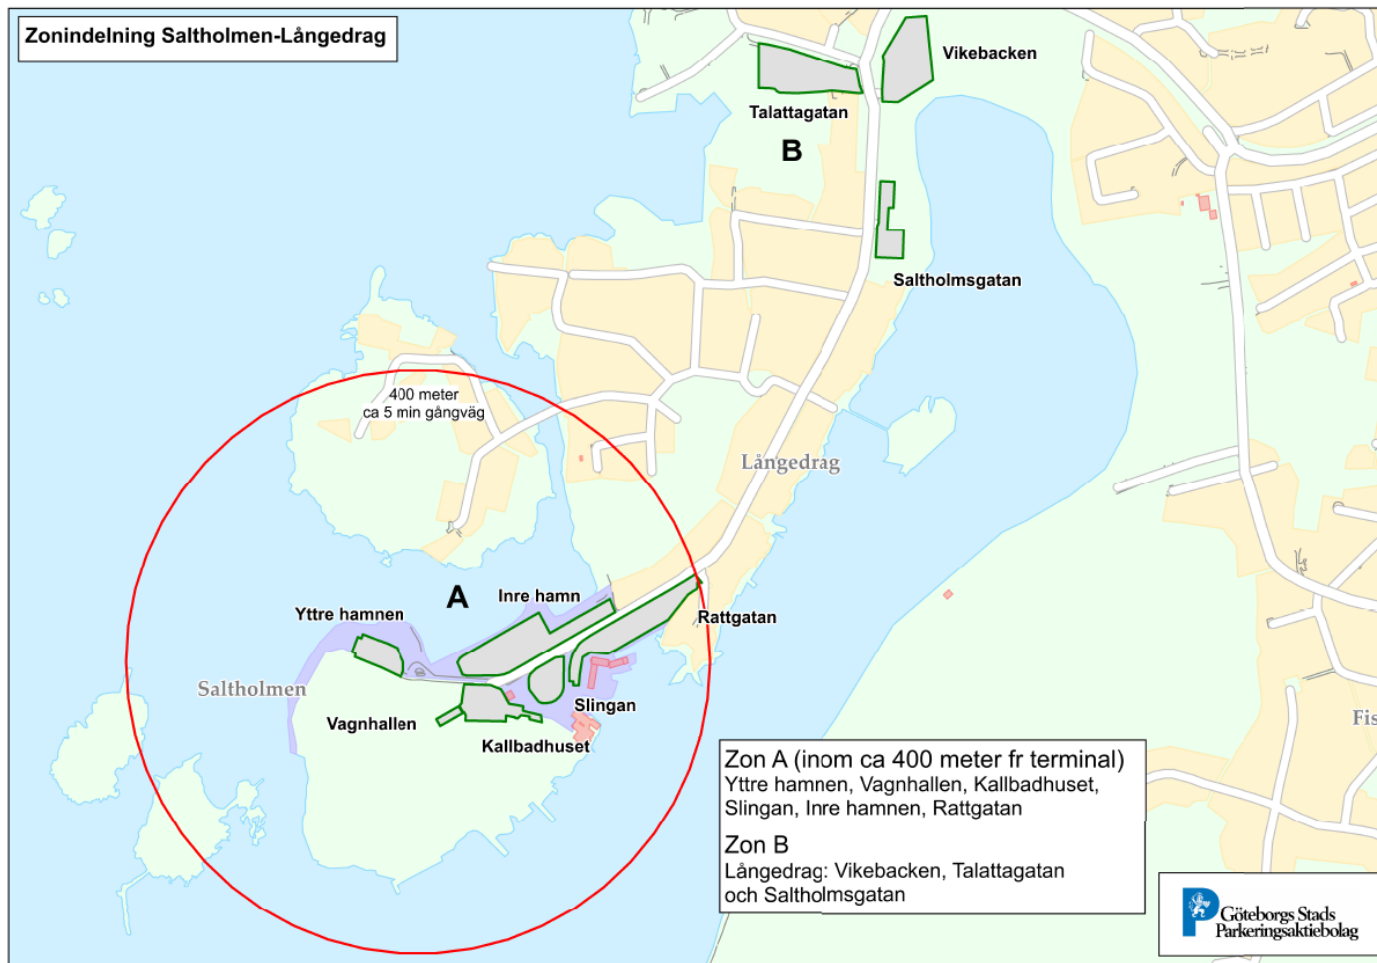 Zonindelning Saltholmen-Långedrag
Vikebacken
Talattagatan
B
Saltholmsgatan
400 meter
ca 5 min gångväg
Långedrag
A
Inre hamn
Yttre hamnen
Rattgatan
Saltholmen
Slingan
Vagnhallen
Kallbadhuset
Fis
Zon A (inom ca 400 meter fr terminal)
Yttre hamnen, Vagnhallen, Kallbadhuset,
Slingan, Inre hamnen, Rattgatan
Zon B
Långedrag: Vikebacken, Talattagatan
och Saltholmsgatan
P
Göteborgs Stads
Parkeringsaktiebolag